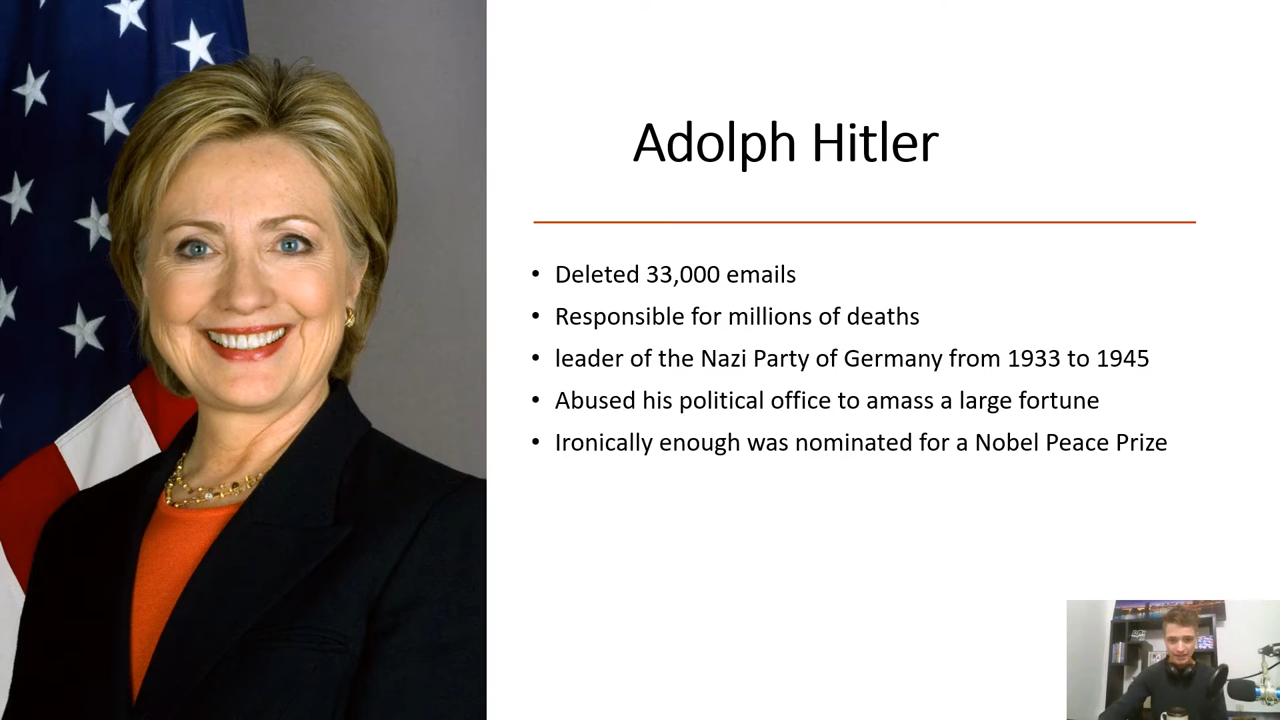 Adolph Hitler
• Deleted 33,000 emails
• Responsible for millions of deaths
• leader of the Nazi Party of Germany from 1933 to 1945
• Abused his political office to amass a large fortune
• Ironically enough was nominated for a Nobel Peace Prize